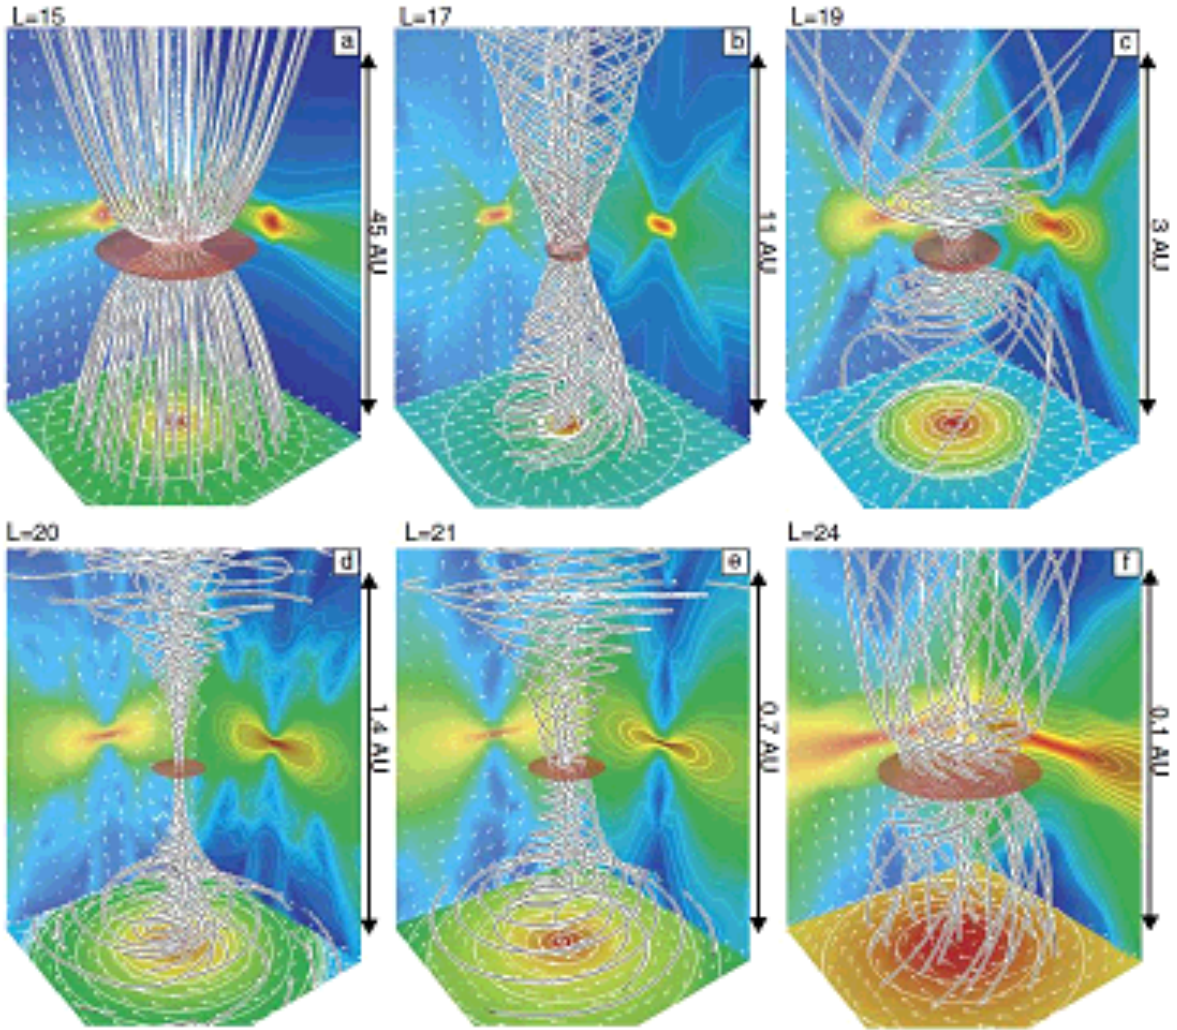 L=15
a
45 AU
L=17
b
11 AU
L=19
c
3 AU
L=20
d
1.4 AU
L=21
e
0.7 AU
L=24
f
0.1 AU